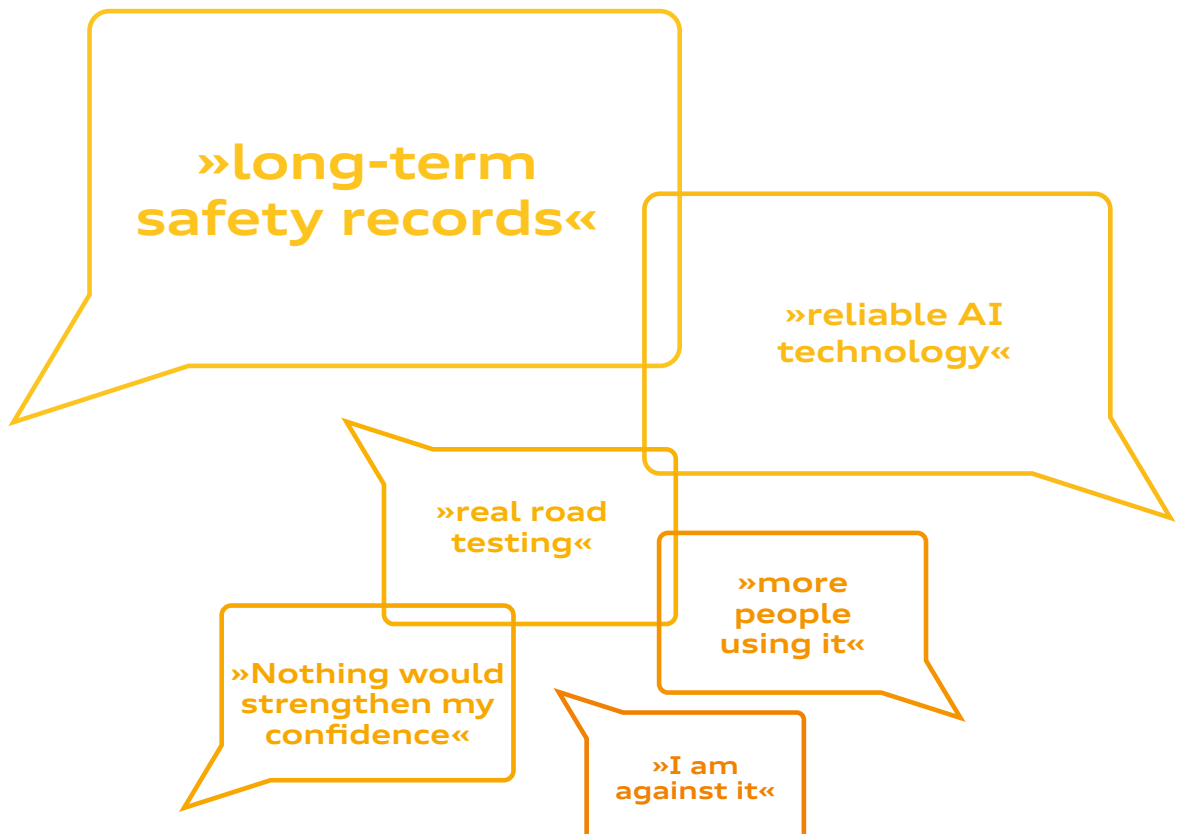 »long-term
safety records«
»reliable AI
technology«
»real road
testing«
»more
people
using it«
»Nothing would
strengthen my
confidence«
»I am
against it«